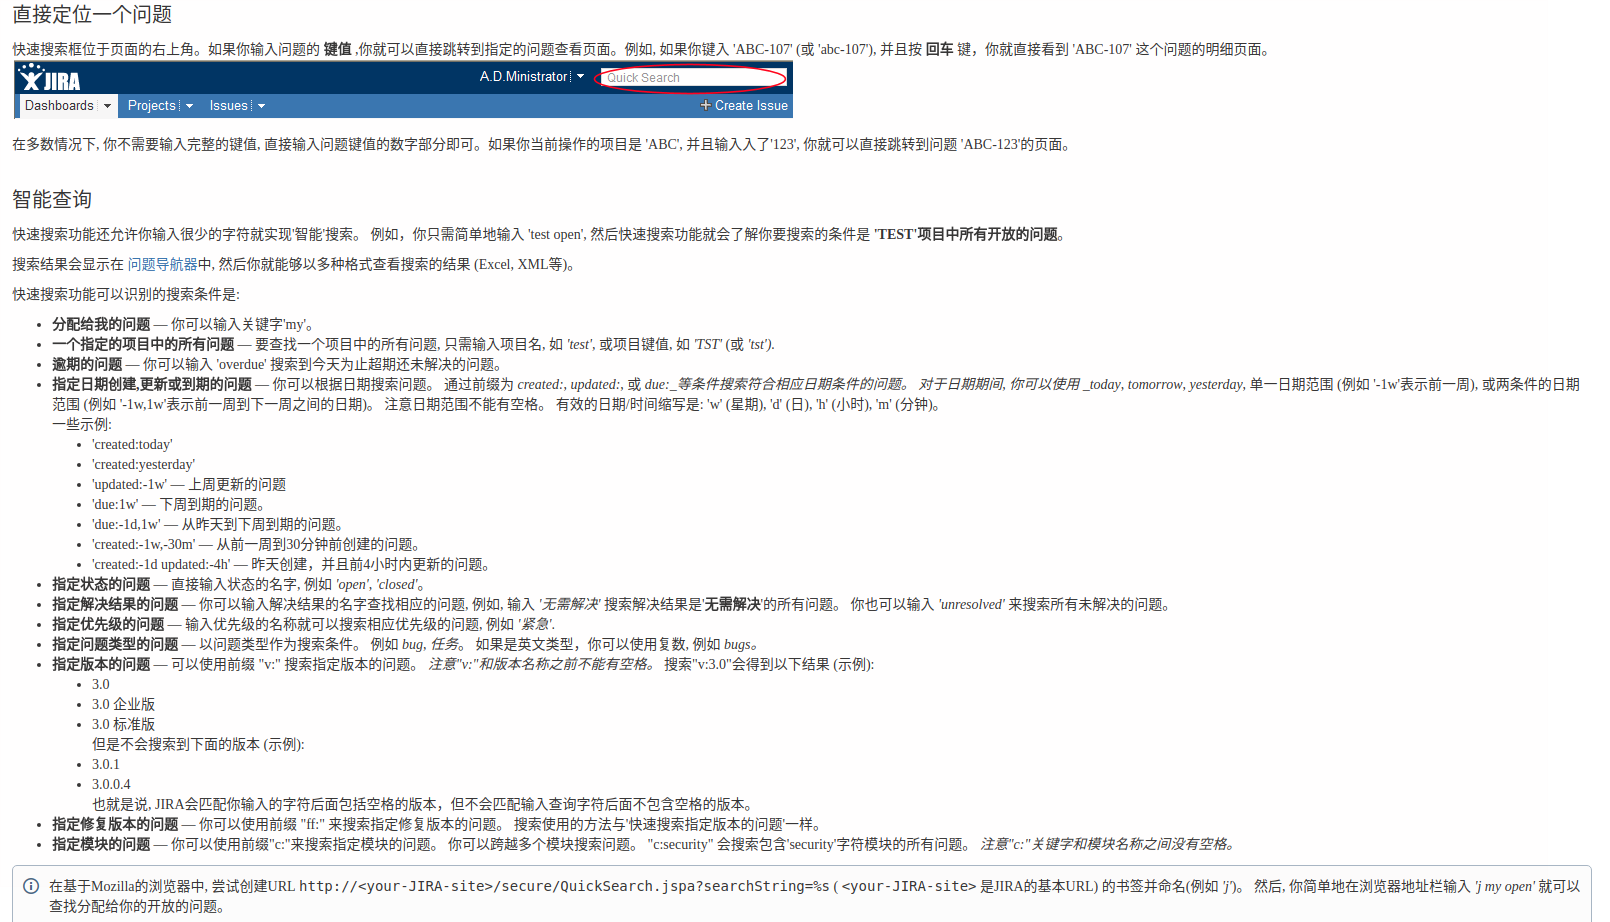 直接定位一个问题
快速搜索框位于页面的右上角。如果你输入问题的 键值 ,你就可以直接跳转到指定的问题查看页面。例如, 如果你键入 'ABC-107' (或 'abc-107'), 并且按 回车 键，你就直接看到 'ABC-107' 这个问题的明细页面。
JIRA A.D.Ministrator Quick Search
Dashboards Projects Issues Create Issue
在多数情况下, 你不需要输入完整的键值, 直接输入问题键值的数字部分即可。如果你当前操作的项目是 'ABC', 并且输入入了'123', 你就可以直接跳转到问题 'ABC-123'的页面。
智能查询
快速搜索功能还允许你输入很少的字符就实现'智能'搜索。 例如，你只需简单地输入 'test open', 然后快速搜索功能就会了解你要搜索的条件是 'TEST'项目中所有开放的问题。
搜索结果会显示在 问题导航器中, 然后你就能够以多种格式查看搜索的结果 (Excel, XML等)。
快速搜索功能可以识别的搜索条件是:
• 分配给我的问题 — 你可以输入关键字'my'。
• 一个指定的项目中的所有问题 — 要查找一个项目中的所有问题, 只需输入项目名, 如 'test', 或项目键值, 如 'TST' (或 'tst').
• 逾期的问题 — 你可以输入 'overdue' 搜索到今天为止超期还未解决的问题。
• 指定日期创建,更新或到期的问题 — 你可以根据日期搜索问题。 通过前缀为 created:, updated:, 或 due:_等条件搜索符合相应日期条件的问题。 对于日期期间, 你可以使用 _today, tomorrow, yesterday, 单一日期范围 (例如 '-1w'表示前一周), 或两条件的日期
范围 (例如 '-1w,1w'表示前一周到下一周之间的日期)。 注意日期范围不能有空格。 有效的日期/时间缩写是: 'w' (星期), 'd' (日), 'h' (小时), 'm' (分钟)。
一些示例:
• 'created:today'
• 'created:yesterday'
• 'updated:-1w' — 上周更新的问题
• 'due:1w' — 下周到期的问题。
• 'due:-1d,1w' — 从昨天到下周到期的问题。
• 'created:-1w,-30m' — 从前一周到30分钟前创建的问题。
• 'created:-1d updated:-4h' — 昨天创建，并且前4小时内更新的问题。
• 指定状态的问题 — 直接输入状态的名字, 例如 'open', 'closed'。
• 指定解决结果的问题 — 你可以输入解决结果的名字查找相应的问题, 例如, 输入 '无需解决' 搜索解决结果是'无需解决'的所有问题。 你也可以输入 'unresolved' 来搜索所有未解决的问题。
• 指定优先级的问题 — 输入优先级的名称就可以搜索相应优先级的问题, 例如 '紧急'.
• 指定问题类型的问题 — 以问题类型作为搜索条件。 例如 bug, 任务。 如果是英文类型，你可以使用复数, 例如 bugs。
• 指定版本的问题 — 可以使用前缀 "v:" 搜索指定版本的问题。 注意"v:"和版本名称之前不能有空格。 搜索"v:3.0"会得到以下结果 (示例):
• 3.0
• 3.0 企业版
• 3.0 标准版
但是不会搜索到下面的版本 (示例):
• 3.0.1
• 3.0.0.4
也就是说, JIRA会匹配你输入的字符后面包括空格的版本，但不会匹配输入查询字符后面不包含空格的版本。
• 指定修复版本的问题 — 你可以使用前缀 "ff:" 来搜索指定修复版本的问题。 搜索使用的方法与'快速搜索指定版本的问题'一样。
• 指定模块的问题 — 你可以使用前缀"c:"来搜索指定模块的问题。 你可以跨越多个模块搜索问题。 "c:security" 会搜索包含'security'字符模块的所有问题。 注意"c:"关键字和模块名称之间没有空格。
在基于Mozilla的浏览器中, 尝试创建URL http://<your-JIRA-site>/secure/QuickSearch.jspa?searchString=%s ( <your-JIRA-site> 是JIRA的基本URL) 的书签并命名(例如 'j')。 然后, 你简单地在浏览器地址栏输入 'j my open' 就可以
查找分配给你的开放的问题。